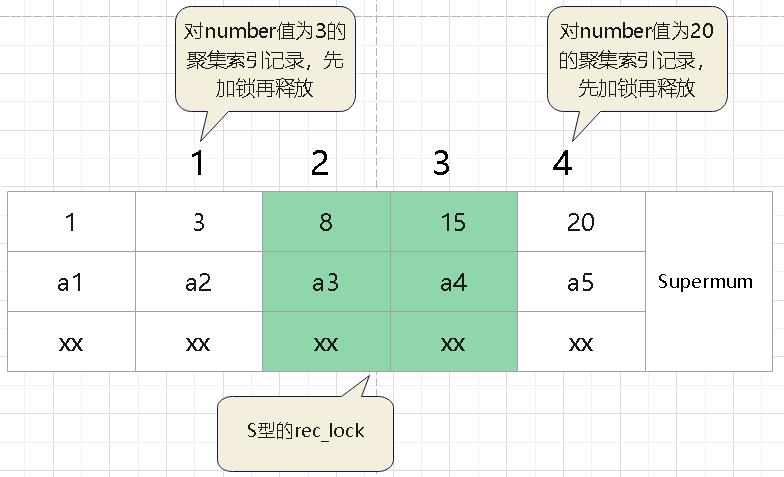 对number值为3的
聚集索引记录，先
加锁再释放
对number值为20
的聚集索引记录，
先加锁再释放
1 2 3 4
1 3 8 15 20
a1 a2 a3 a4 a5 Supermum
xx xx xx xx xx
S型的rec_lock